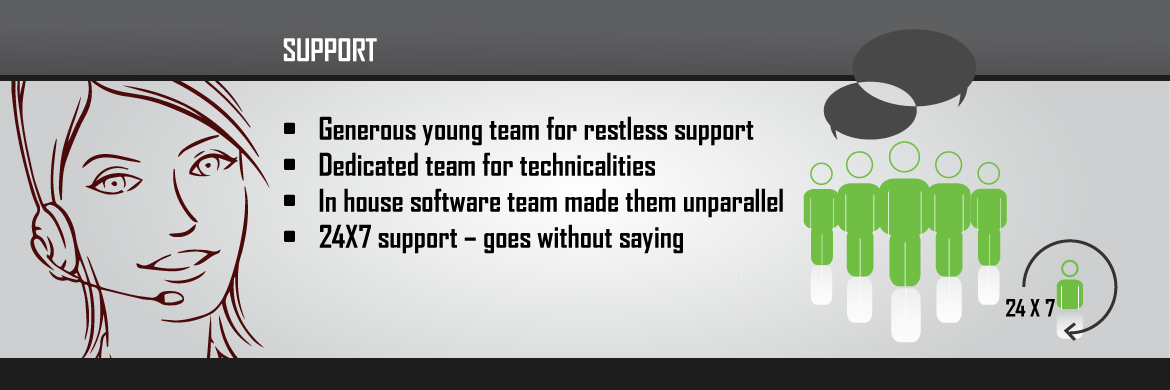 SUPPORT
Generous young team for restless support
Dedicated team for technicalities
In house software team made them unparallel
24X7 support – goes without saying
24 X 7